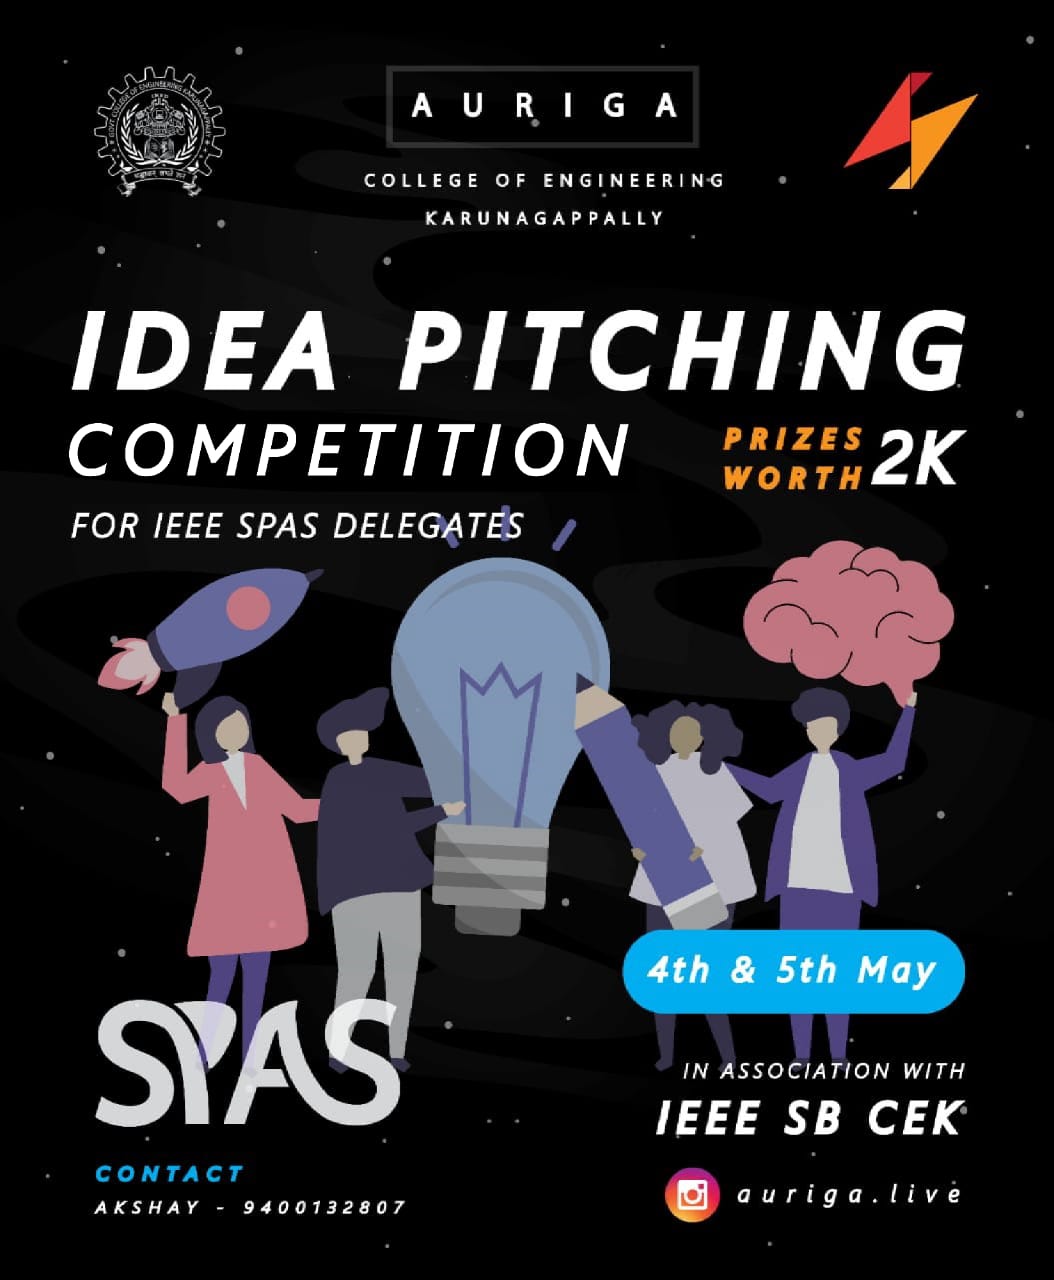 AURIGA
COLLEGE OF ENGINEERING
KARUNAGAPPALLY
IDEA PITCHING
COMPETITION
PRIZES
WORTH 2K
FOR IEEE SPAS DELEGATES
4th & 5th May
SPAS
IN ASSOCIATION WITH
IEEE SB CEK
CONTACT
AKSHAY - 9400132807
auriga.live